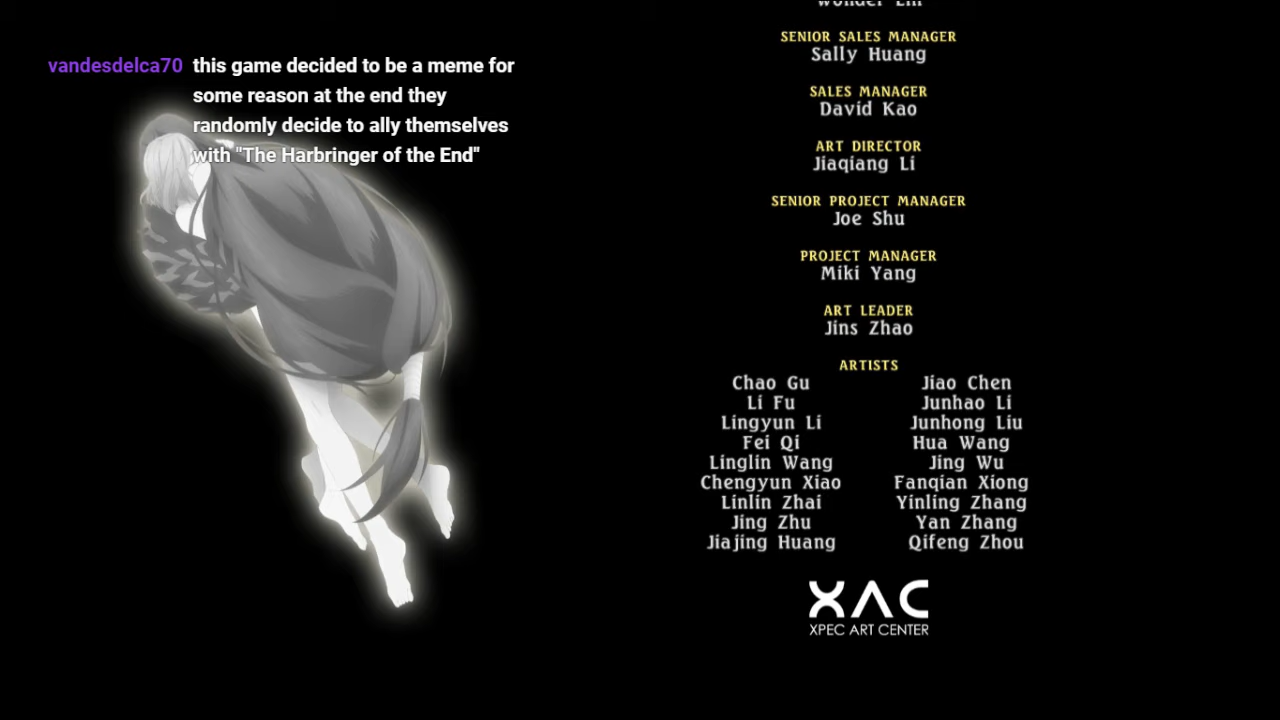 vandesdelca70 this game decided to be a meme for
some reason at the end they
randomly decide to ally themselves
with "The Harbringer of the End"
SENIOR SALES MANAGER
Sally Huang
SALES MANAGER
David Kao
ART DIRECTOR
Jiaqiang Li
SENIOR PROJECT MANAGER
Joe Shu
PROJECT MANAGER
Miki Yang
ART LEADER
Jins Zhao
ARTISTS
Chao Gu Jiao Chen
Li Fu Junhao Li
Lingyun Li Junhong Liu
Fei Qi Hua Wang
Linglin Wang Jing Wu
Chengyun Xiao Fanqian Xiong
Linlin Zhai Yinling Zhang
Jing Zhu Yan Zhang
Jiajing Huang Qifeng Zhou
XAC
XPEC ART CENTER